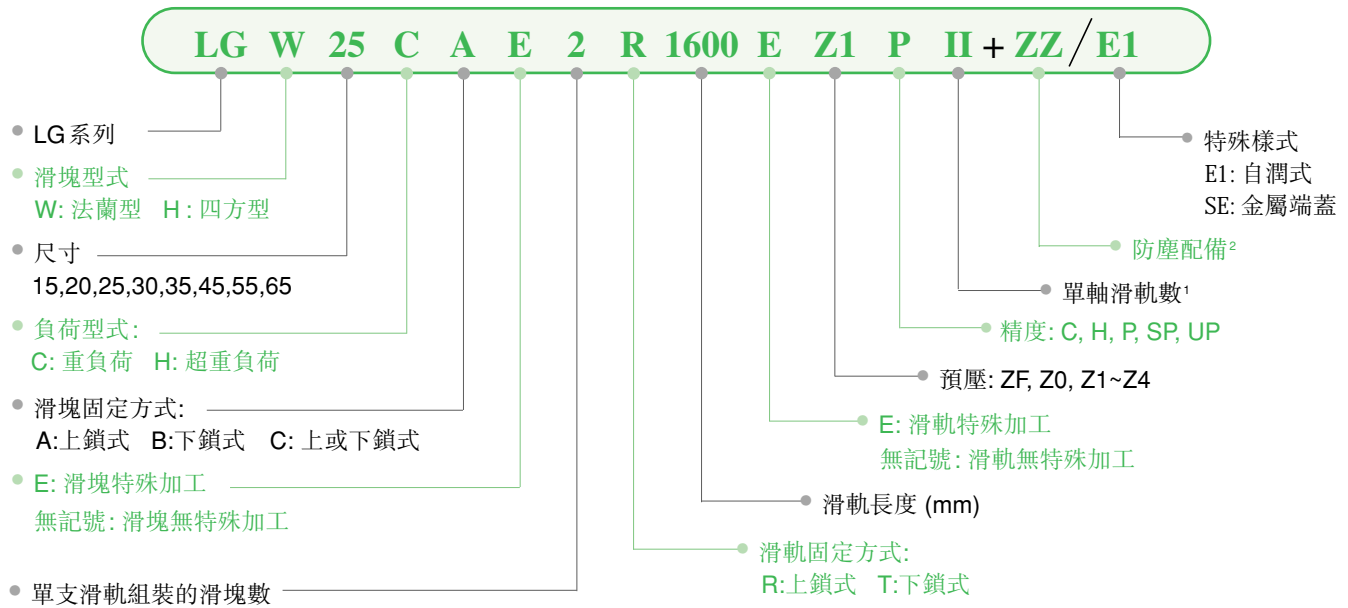 LG W 25 C A E 2 R 1600 E Z1 P II + ZZ / E1
LG系列
滑塊型式
W: 法蘭型 H : 四方型
尺寸
15,20,25,30,35,45,55,65
負荷型式:
C: 重負荷 H: 超重負荷
滑塊固定方式:
A:上鎖式 B:下鎖式 C: 上或下鎖式
E: 滑塊特殊加工
無記號: 滑塊無特殊加工
單支滑軌組裝的滑塊數
特殊樣式
E1: 自潤式
SE: 金屬端蓋
防塵配備²
單軸滑軌數¹
精度: C, H, P, SP, UP
預壓: ZF, Z0, Z1~Z4
E: 滑軌特殊加工
無記號: 滑軌無特殊加工
滑軌長度 (mm)
滑軌固定方式:
R:上鎖式 T:下鎖式